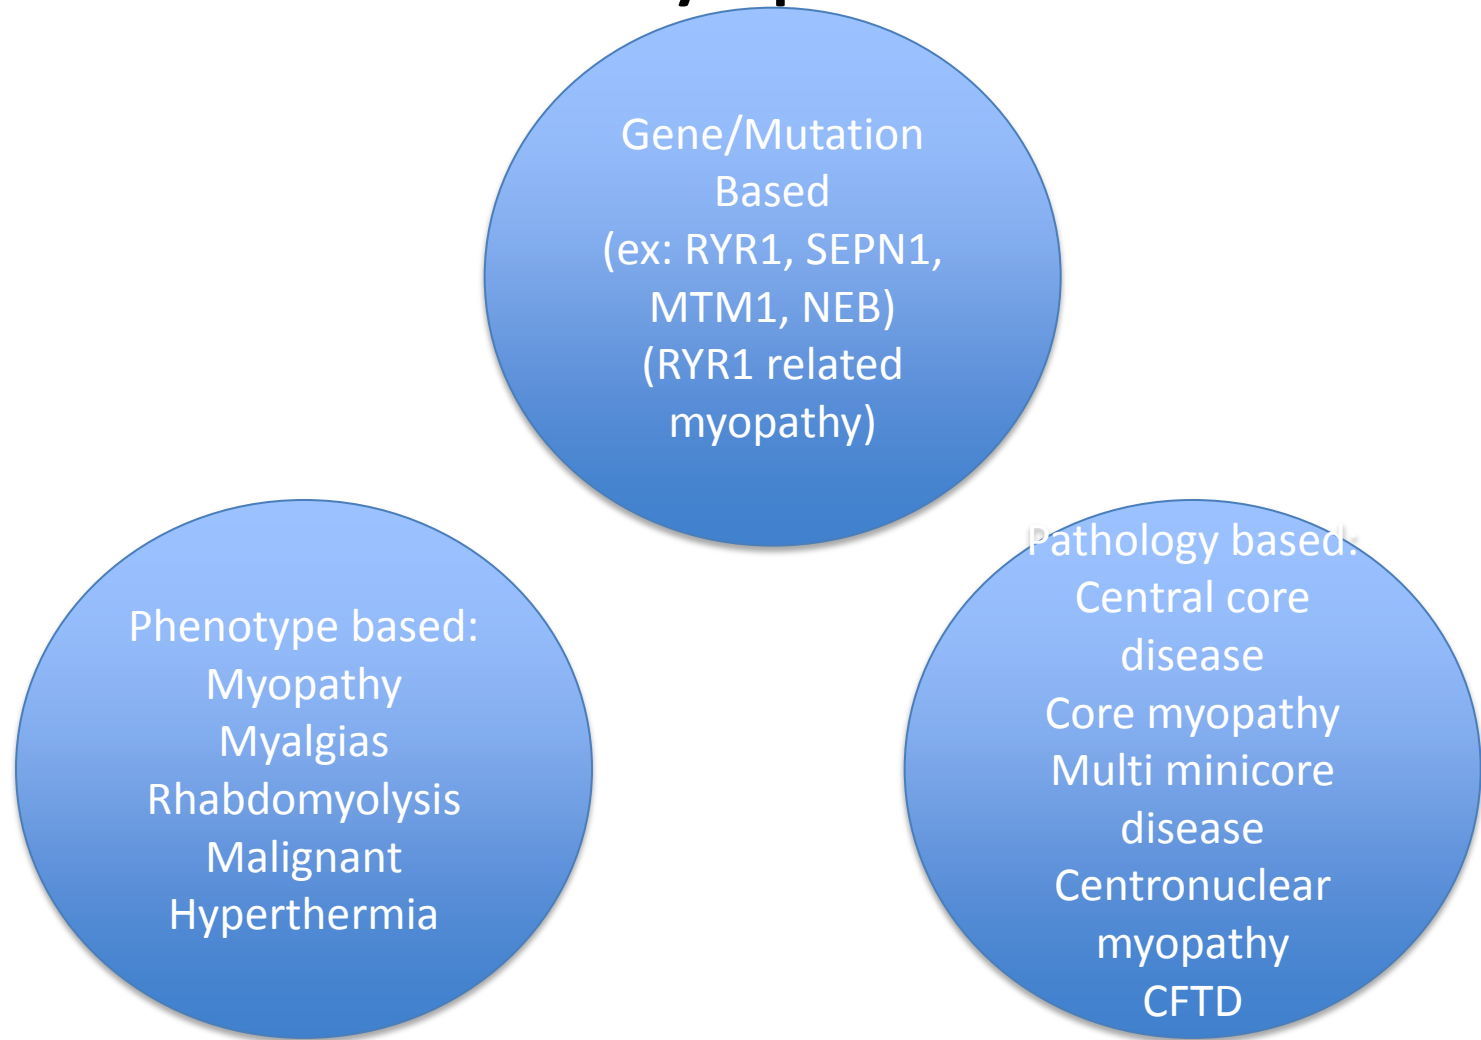 Gene/Mutation
Based
(ex: RYR1, SEPN1,
MTM1, NEB)
(RYR1 related
myopathy)
Phenotype based:
Myopathy
Myalgias
Rhabdomyolysis
Malignant
Hyperthermia
Pathology based:
Central core
disease
Core myopathy
Multi minicore
disease
Centronuclear
myopathy
CFTD